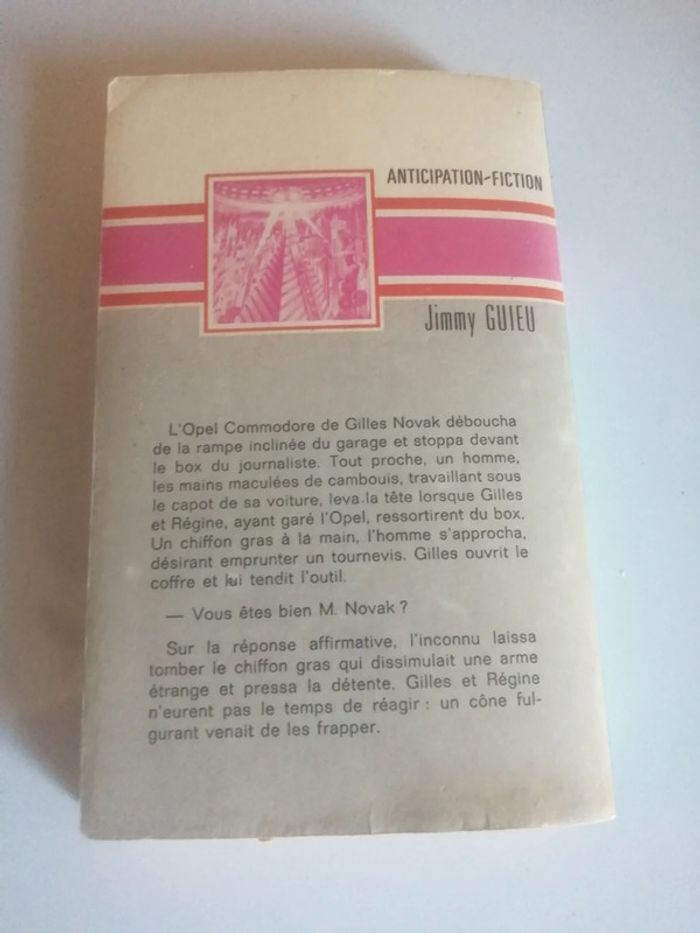 ANTICIPATION-FICTION
Jimmy GUIEU
L'Opel Commodore de Gilles Novak déboucha
de la rampe inclinée du garage et stoppa devant
le box du journaliste. Tout proche, un homme,
les mains maculées de cambouis, travaillant sous
le capot de sa voiture, leva la tête lorsque Gilles
et Régine, ayant garé l'Opel, ressortirent du box.
Un chiffon gras à la main, l'homme s'approcha,
désirant emprunter un tournevis. Gilles ouvrit le
coffre et lui tendit l'outil.
— Vous êtes bien M. Novak ?
Sur la réponse affirmative, l'inconnu laissa
tomber le chiffon gras qui dissimulait une arme
étrange et pressa la détente. Gilles et Régine
n'eurent pas le temps de réagir : un cône ful-
gurant venait de les frapper.